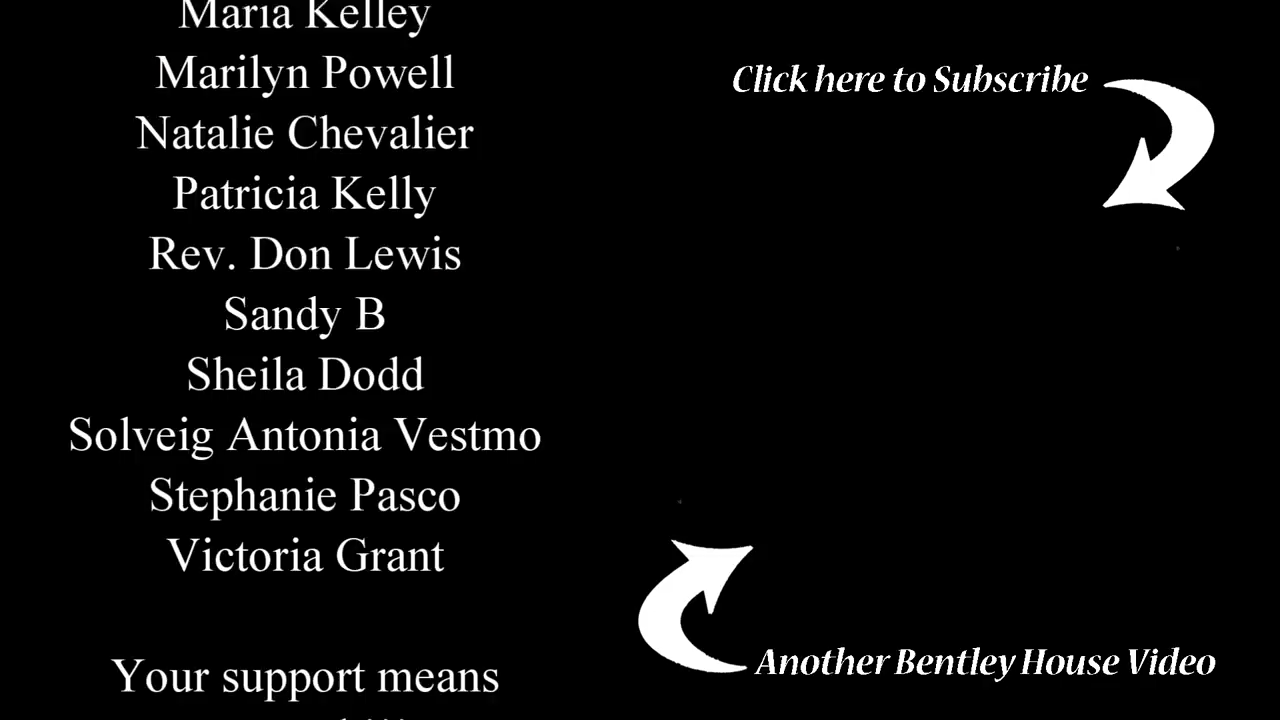 Maria Kelley
Marilyn Powell
Natalie Chevalier
Patricia Kelly
Rev. Don Lewis
Sandy B
Sheila Dodd
Solveig Antonia Vestmo
Stephanie Pasco
Victoria Grant
Your support means
Click here to Subscribe
Another Bentley House Video